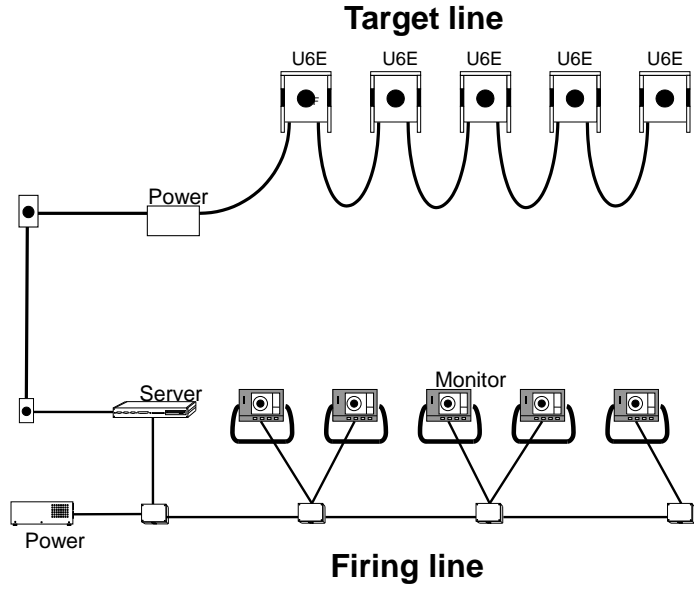 Target line
U6E U6E U6E U6E U6E
Power
Server
Monitor
Power
Firing line